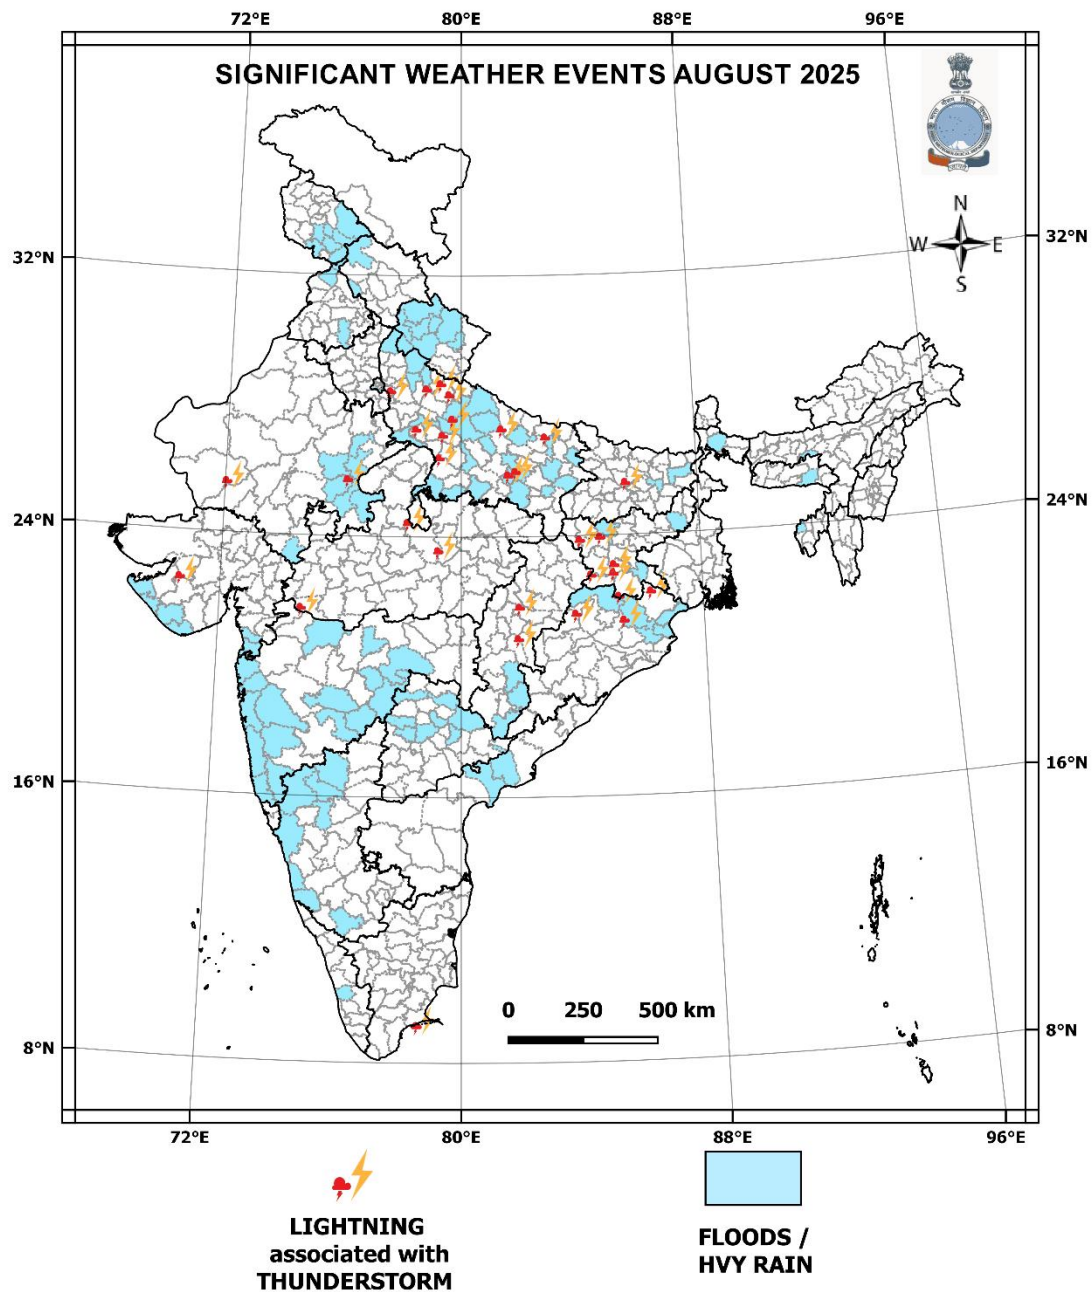 72°E 80°E 88°E 96°E
SIGNIFICANT WEATHER EVENTS AUGUST 2025
N
W E
S
32°N 32°N
24°N 24°N
16°N 16°N
0 250 500 km
8°N 8°N
72°E 80°E 88°E 96°E
LIGHTNING
associated with
THUNDERSTORM
FLOODS /
HVY RAIN